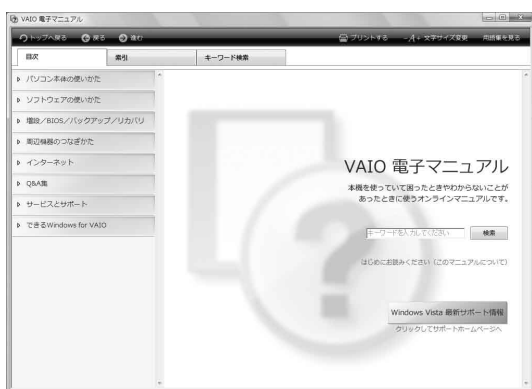 VAIO 電子マニュアル
トップへ戻る 戻る 進む プリントする -A+ 文字サイズ変更 用語集を見る
目次 索引 キーワード検索
パソコン本体の使いかた
ソフトウェアの使いかた
増設／BIOS／バックアップ／リカバリ
周辺機器のつなぎかた
インターネット
Q&A集
サービスとサポート
できるWindows for VAIO
VAIO 電子マニュアル
本機を使っていて困ったときやわからないことが
あったときに使うオンラインマニュアルです。
キーワードを入力してください 検索
はじめにお読みください（このマニュアルについて）
Windows Vista 最新サポート情報
クリックしてサポートホームページへ